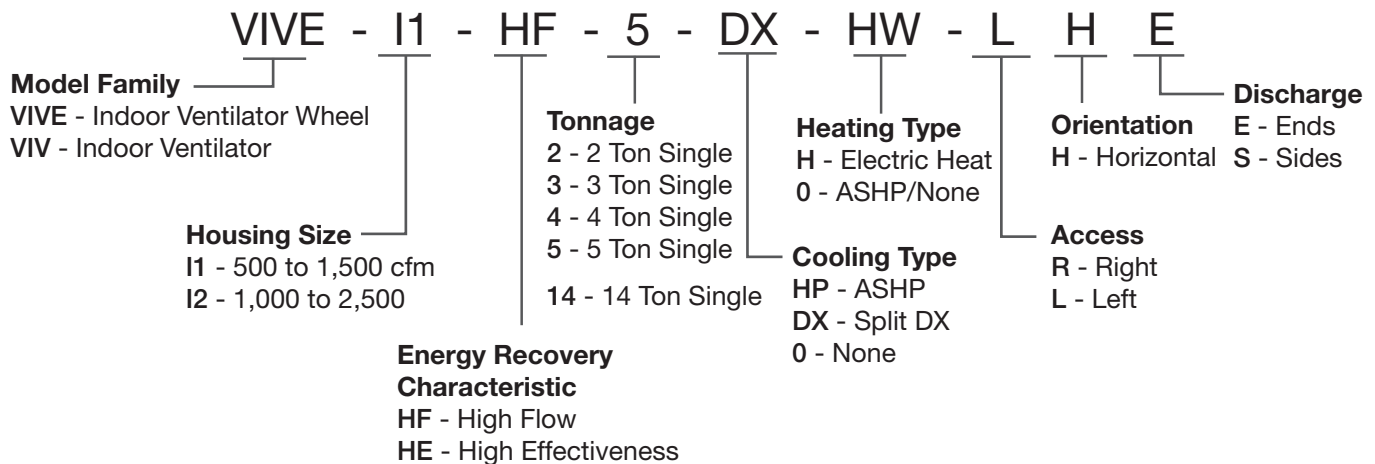 VIVE - I1 - HF - 5 - DX - HW - L H E
Model Family
VIVE - Indoor Ventilator Wheel
VIV - Indoor Ventilator
Housing Size
I1 - 500 to 1,500 cfm
I2 - 1,000 to 2,500
Energy Recovery
Characteristic
HF - High Flow
HE - High Effectiveness
Tonnage
2 - 2 Ton Single
3 - 3 Ton Single
4 - 4 Ton Single
5 - 5 Ton Single
14 - 14 Ton Single
Cooling Type
HP - ASHP
DX - Split DX
0 - None
Heating Type
H - Electric Heat
0 - ASHP/None
Access
R - Right
L - Left
Orientation
H - Horizontal
Discharge
E - Ends
S - Sides